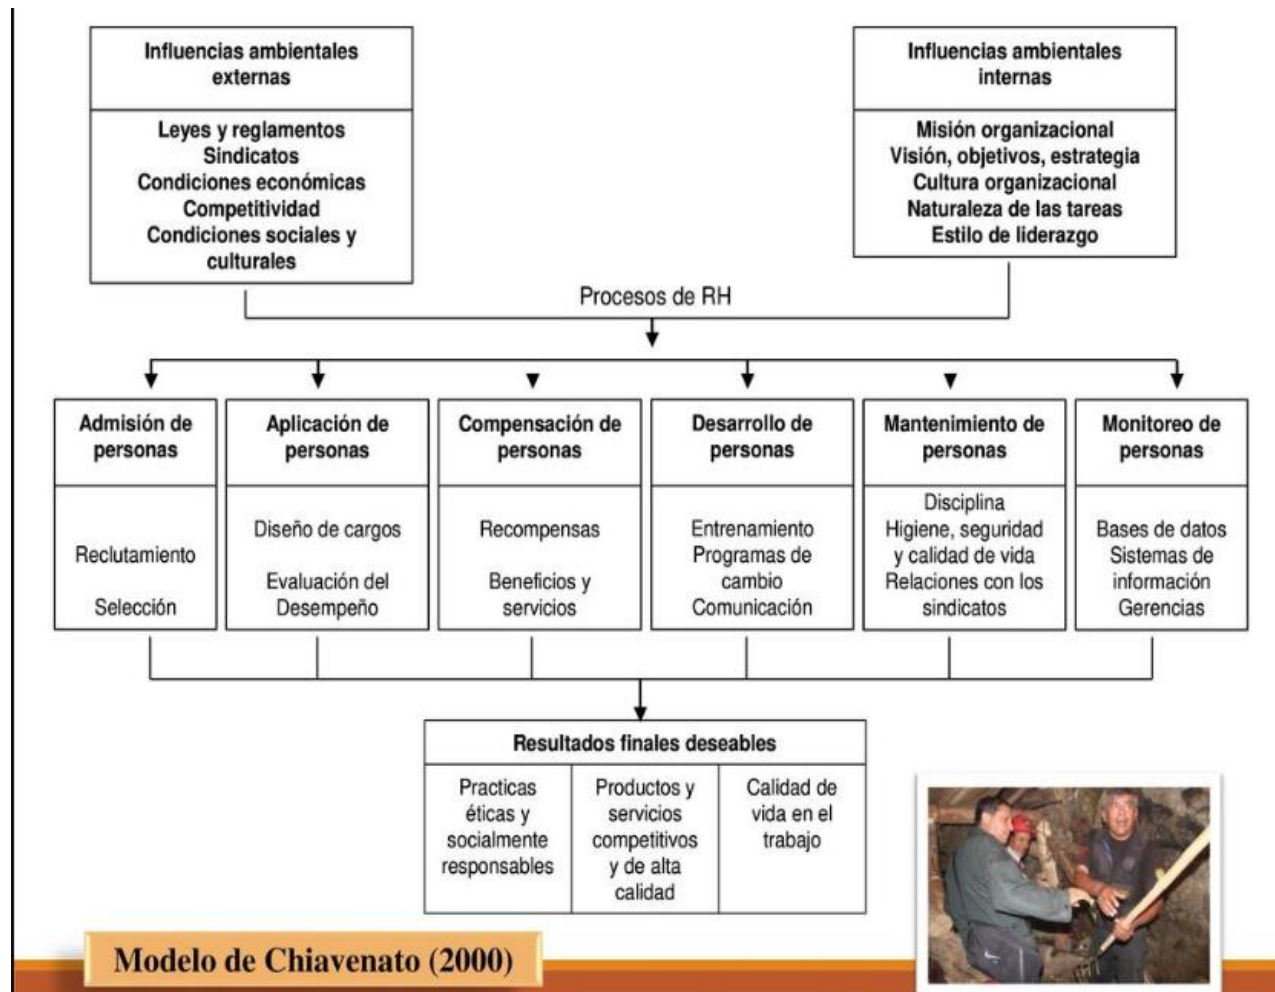 Influencias ambientales
externas
Leyes y reglamentos
Sindicatos
Condiciones económicas
Competitividad
Condiciones sociales y
culturales
Influencias ambientales
internas
Misión organizacional
Visión, objetivos, estrategia
Cultura organizacional
Naturaleza de las tareas
Estilo de liderazgo
Procesos de RH
Admisión de
personas
Reclutamiento
Selección
Aplicación de
personas
Diseño de cargos
Evaluación del
Desempeño
Compensación de
personas
Recompensas
Beneficios y
servicios
Desarrollo de
personas
Entrenamiento
Programas de
cambio
Comunicación
Mantenimiento de
personas
Disciplina
Higiene, seguridad
y calidad de vida
Relaciones con los
sindicatos
Monitoreo de
personas
Bases de datos
Sistemas de
información
Gerencias
Resultados finales deseables
Practicas
éticas y
socialmente
responsables
Productos y
servicios
competitivos
y de alta
calidad
Calidad de
vida en el
trabajo
Modelo de Chiavenato (2000)